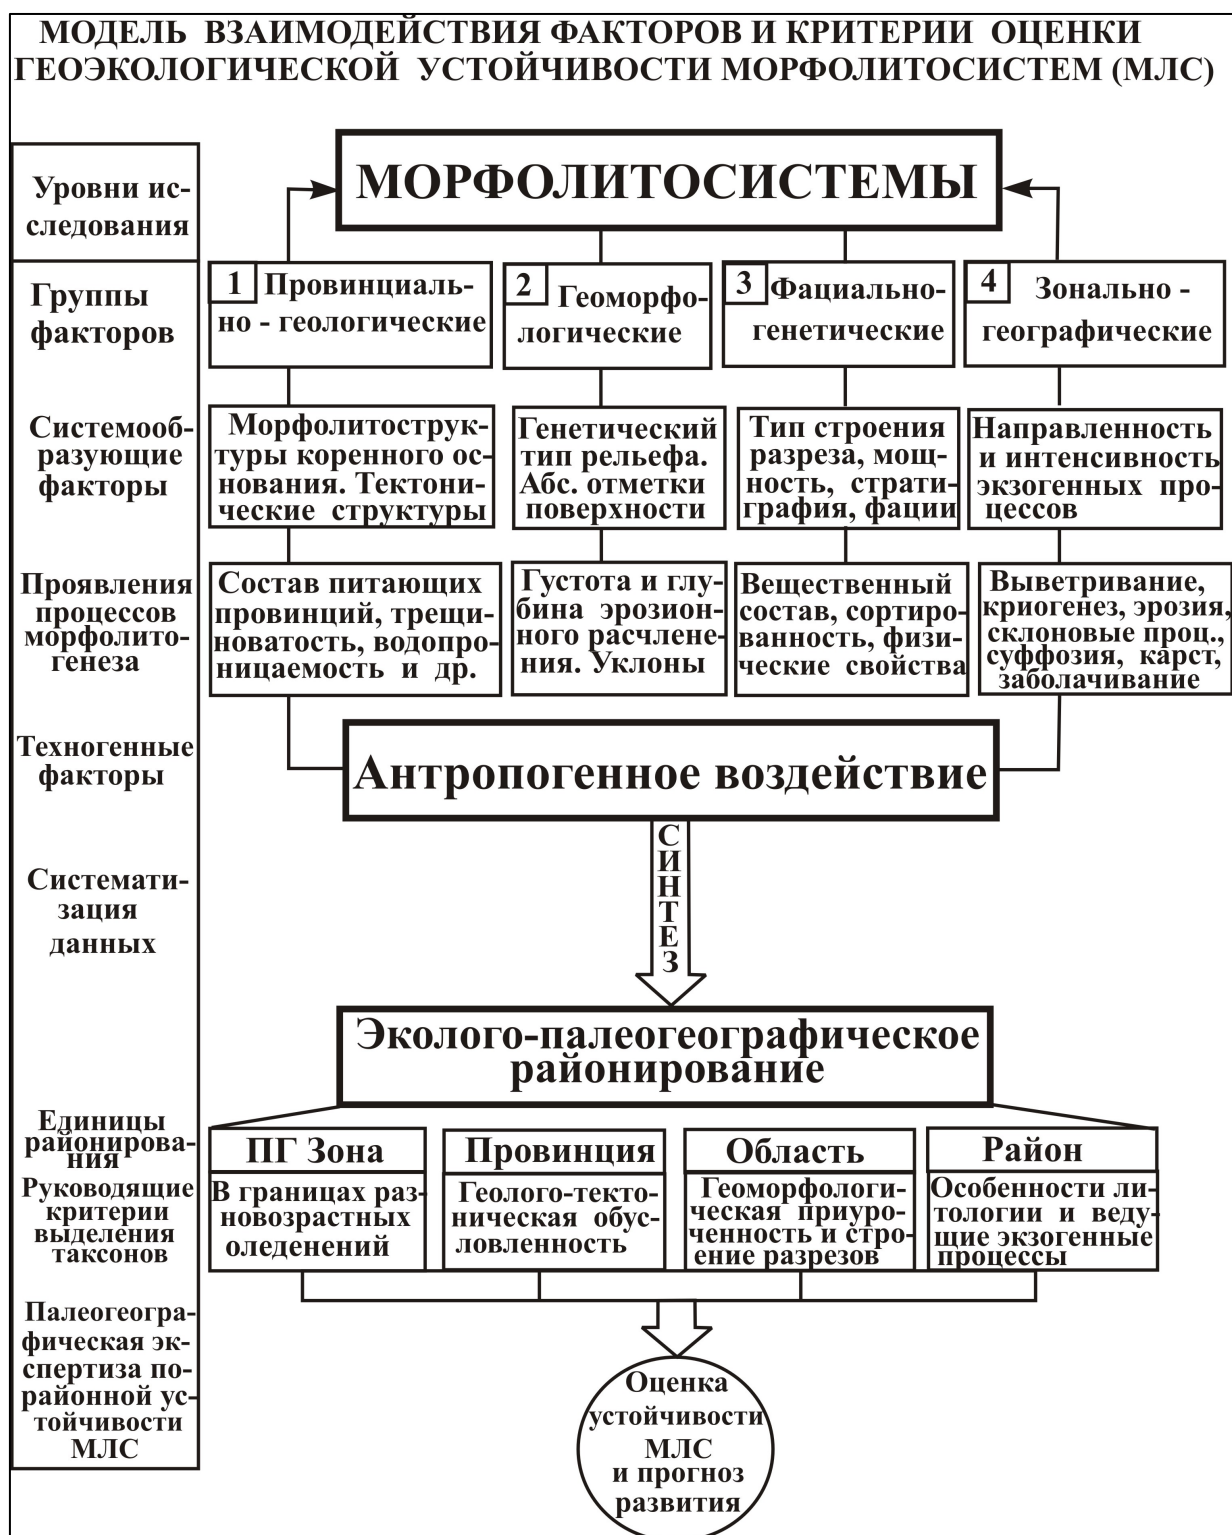 МОДЕЛЬ ВЗАИМОДЕЙСТВИЯ ФАКТОРОВ И КРИТЕРИИ ОЦЕНКИ
ГЕОЭКОЛОГИЧЕСКОЙ УСТОЙЧИВОСТИ МОРФОЛИТОСИСТЕМ (МЛС)
Уровни ис-
следования
МОРФОЛИТОСИСТЕМЫ
Группы
факторов
1 Провинциаль-
но - геологические
2 Геоморфо-
логические
3 Фациально-
генетические
4 Зонально -
географические
Системооб-
разующие
факторы
Морфолитострук-
туры коренного ос-
нования. Тектони-
ческие структуры
Генетический
тип рельефа.
Абс. отметки
поверхности
Тип строения
разреза, мощ-
ность, страти-
графия, фации
Направленность
и интенсивность
экзогенных про-
цессов
Проявления
процессов
морфолито-
генеза
Состав питающих
провинций, трещи-
новатость, водопро-
ницаемость и др.
Густота и глу-
бина эрозион-
ного расчлене-
ния. Уклоны
Вещественный
состав, сортиро-
ванность, физи-
ческие свойства
Выветривание,
криогенез, эрозия,
склоновые проц.,
суффозия, карст,
заболачивание
Техногенные
факторы
Антропогенное воздействие
Системати-
зация
данных
С
И
Н
Т
Е
З
Эколого-палеогеографическое
районирование
Единицы
районирова-
ния
ПГ Зона
Провинция
Область
Район
Руководящие
критерии
выделения
таксонов
В границах раз-
новозрастных
оледенений
Геолого-текто-
ническая обус-
ловленность
Геоморфологи-
ческая приуро-
ченность и стро-
ение разрезов
Особенности ли-
тологии и веду-
щие экзогенные
процессы
Палеогеогра-
фическая эк-
спертиза по-
районной ус-
тойчивости
МЛС
Оценка
устойчивости
МЛС
и прогноз
развития